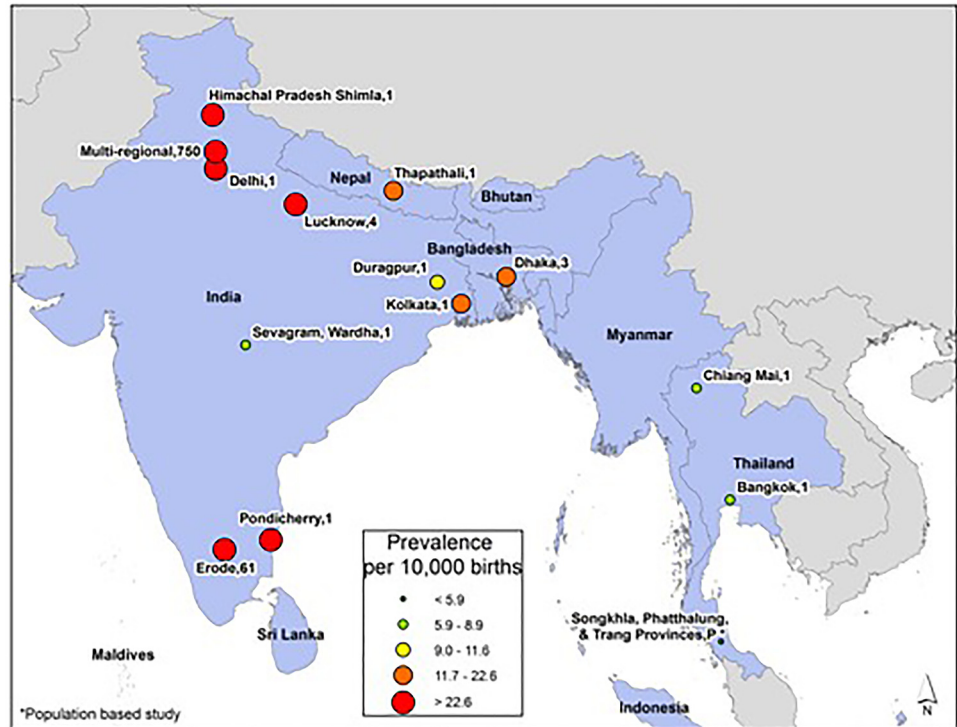 Himachal Pradesh Shimla,1
Multi-regional,750
Delhi,1
Nepal
Thapathali,1
Bhutan
Lucknow,4
Bangladesh
Duragpur,1
Dhaka,3
India
Kolkata,1
Sevagram, Wardha,1
Myanmar
Chiang Mai,1
Thailand
Bangkok,1
Pondicherry,1
Erode,61
Prevalence
per 10,000 births
< 5.9
5.9 - 8.9
9.0 - 11.6
11.7 - 22.6
> 22.6
Songkhla, Phatthalung,
& Trang Provinces,P*
Sri Lanka
Maldives
Indonesia
*Population based study
N